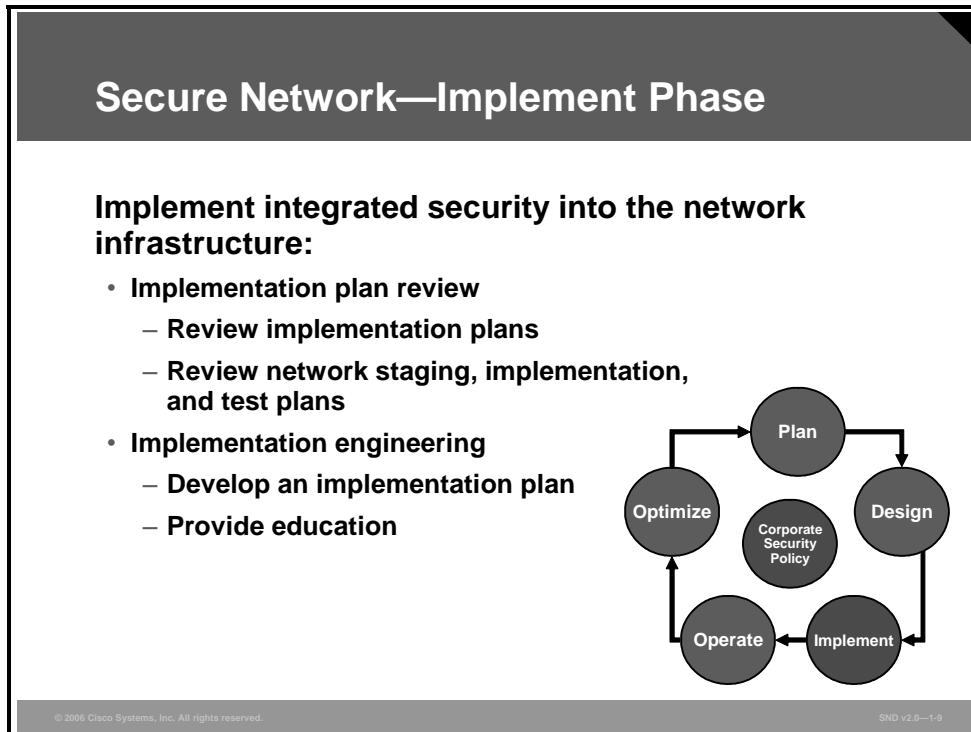 Secure Network—Implement Phase
Implement integrated security into the network
infrastructure:
• Implementation plan review
– Review implementation plans
– Review network staging, implementation,
and test plans
• Implementation engineering
– Develop an implementation plan
– Provide education
Plan
Optimize
Design
Corporate
Security
Policy
Operate
Implement
© 2006 Cisco Systems, Inc. All rights reserved.
SND v2.0—1-9